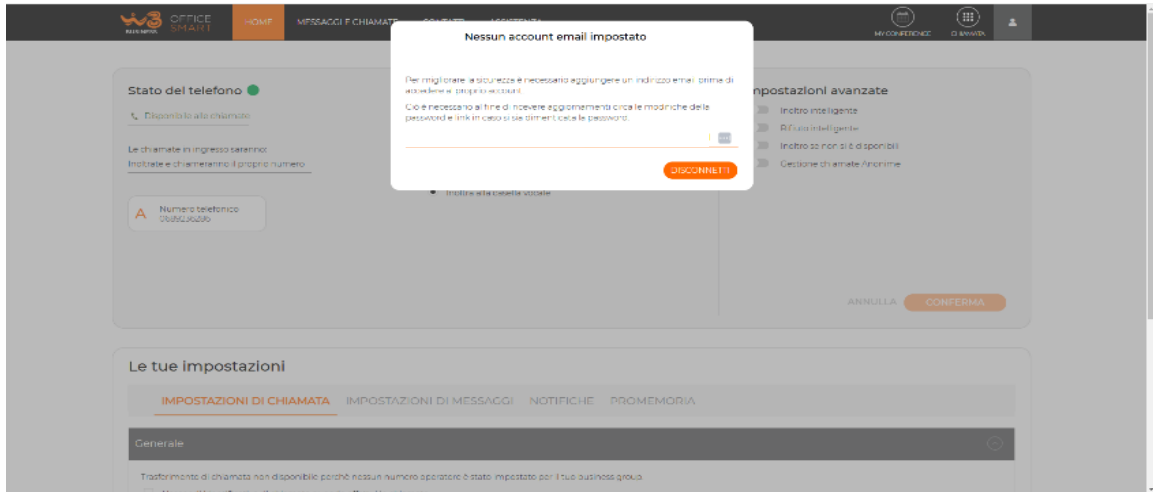 W3 OFFICE SMART
HOME
MESSAGGI E CHIAMATE
MY CONFERENCE
CHIAMATA
Nessun account email impostato
Per migliorare la sicurezza è necessario aggiungere un indirizzo email prima di
accedere al proprio account.
Ciò è necessario al fine di ricevere aggiornamenti circa le modifiche della
password e link in caso si sia dimenticata la password.
DISCONNETTI
Stato del telefono
Disponibile alle chiamate
Le chiamate in ingresso saranno:
Inoltrate e chiameranno il proprio numero
A
Numero telefonico
Inoltra alla casella vocale
mpostazioni avanzate
Inoltro intelligente
Rifiuto intelligente
Inoltro se non si è disponibili
Gestione chiamate Anonime
ANNULLA
CONFERMA
Le tue impostazioni
IMPOSTAZIONI DI CHIAMATA
IMPOSTAZIONI DI MESSAGGI
NOTIFICHE
PROMEMORIA
Generale
Trasferimento di chiamata non disponibile perché nessun numero operatore è stato impostato per il tuo business group.